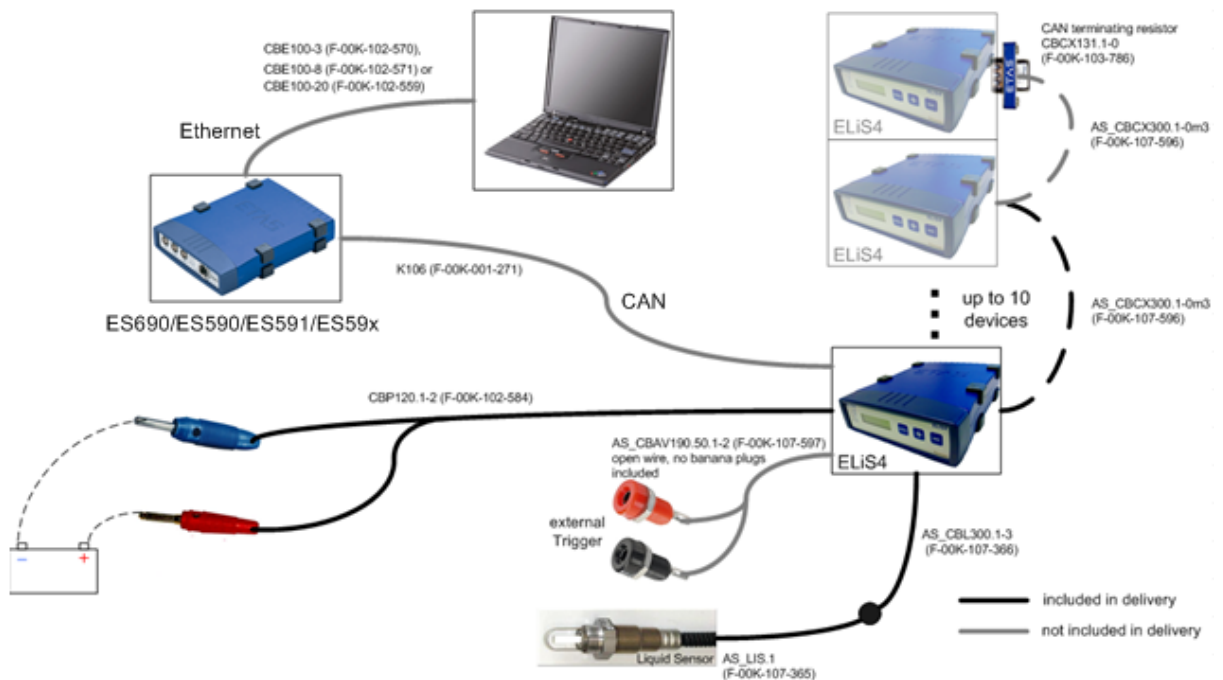 CBE100-3 (F-00K-102-570),
CBE100-8 (F-00K-102-571) or
CBE100-20 (F-00K-102-559)
Ethernet
ETAS
ES690/ES590/ES591/ES59x
K106 (F-00K-001-271)
CAN
CAN terminating resistor
CBCX131.1-0
(F-00K-103-786)
ETAS
ELiS4
AS_CBCX300.1-0m3
(F-00K-107-596)
ELiS4
up to 10
devices
AS_CBCX300.1-0m3
(F-00K-107-596)
ETAS
ELiS4
CBP120.1-2 (F-00K-102-584)
AS_CBAV190.50.1-2 (F-00K-107-597)
open wire, no banana plugs
included
external
Trigger
AS_CBL300.1-3
(F-00K-107-366)
− +
Liquid Sensor
AS_LIS.1
(F-00K-107-365)
included in delivery
not included in delivery